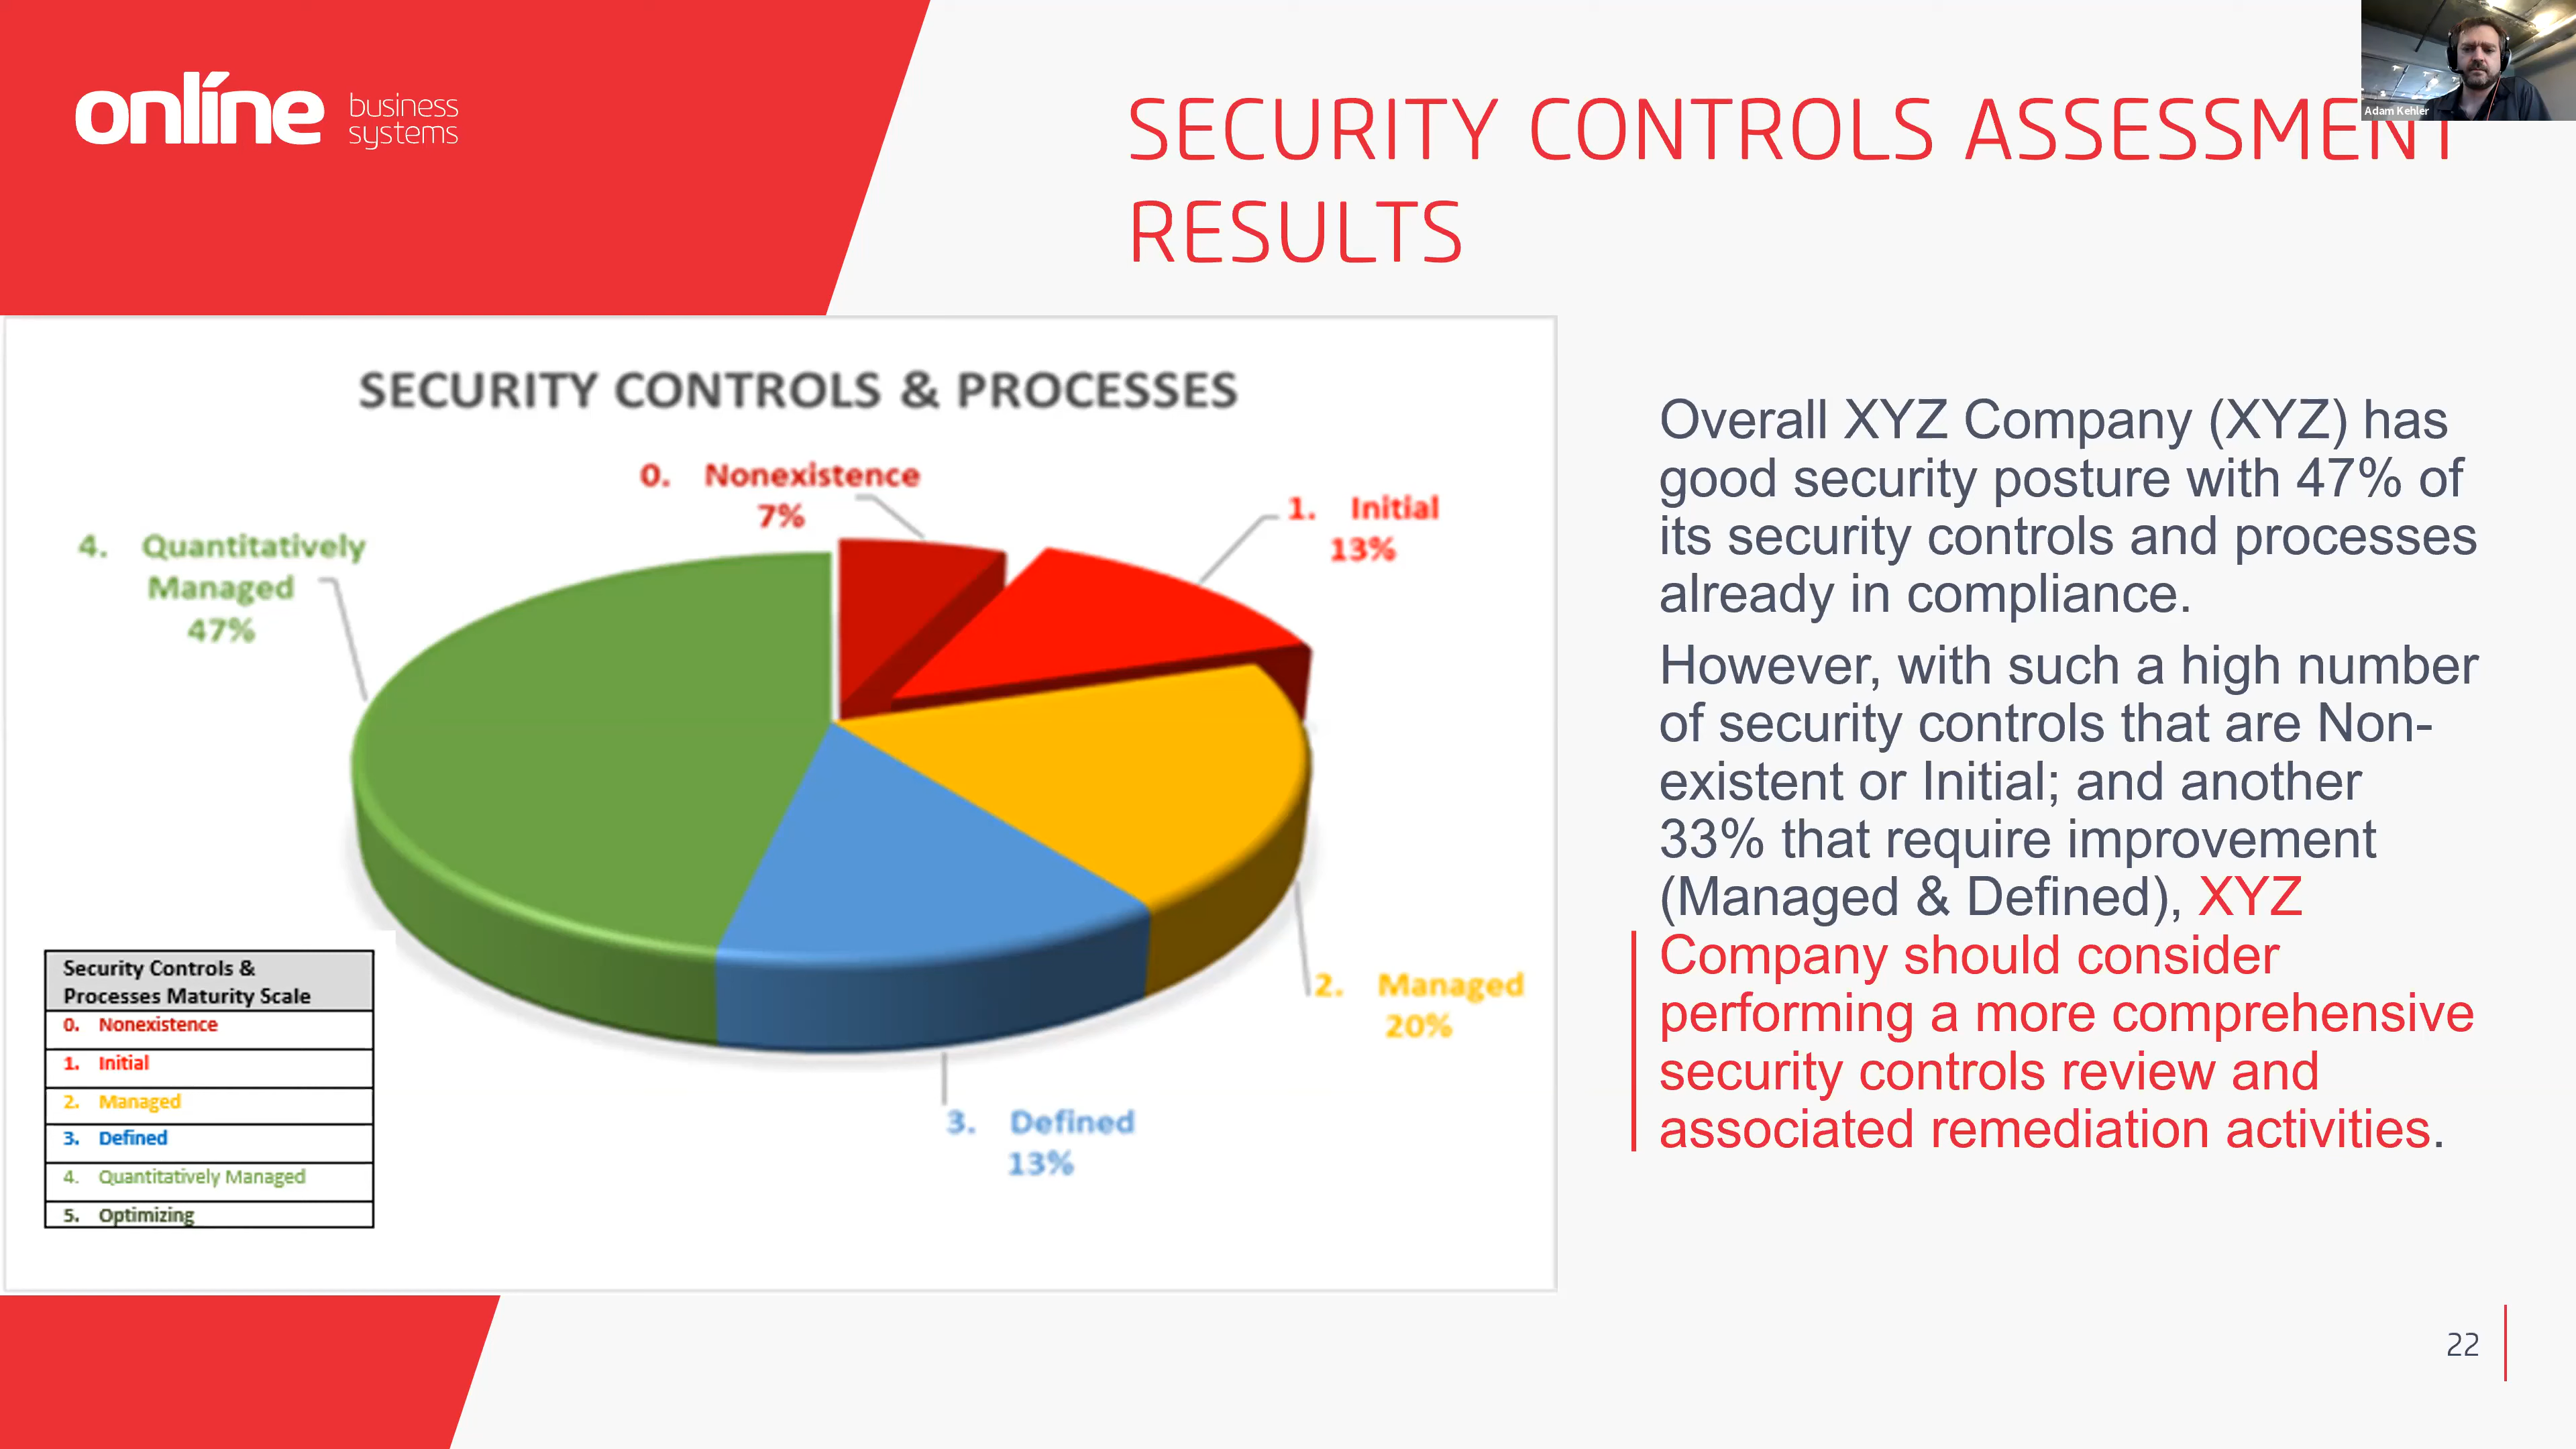 online business
systems
Adam Kehler
SECURITY CONTROLS ASSESSMENT
RESULTS
SECURITY CONTROLS & PROCESSES
0. Nonexistence
7%
1. Initial
13%
4. Quantitatively
Managed
47%
2. Managed
20%
3. Defined
13%
Security Controls &
Processes Maturity Scale
0. Nonexistence
1. Initial
2. Managed
3. Defined
4. Quantitatively Managed
5. Optimizing
Overall XYZ Company (XYZ) has
good security posture with 47% of
its security controls and processes
already in compliance.
However, with such a high number
of security controls that are Non-
existent or Initial; and another
33% that require improvement
(Managed & Defined), XYZ
Company should consider
performing a more comprehensive
security controls review and
associated remediation activities.
22